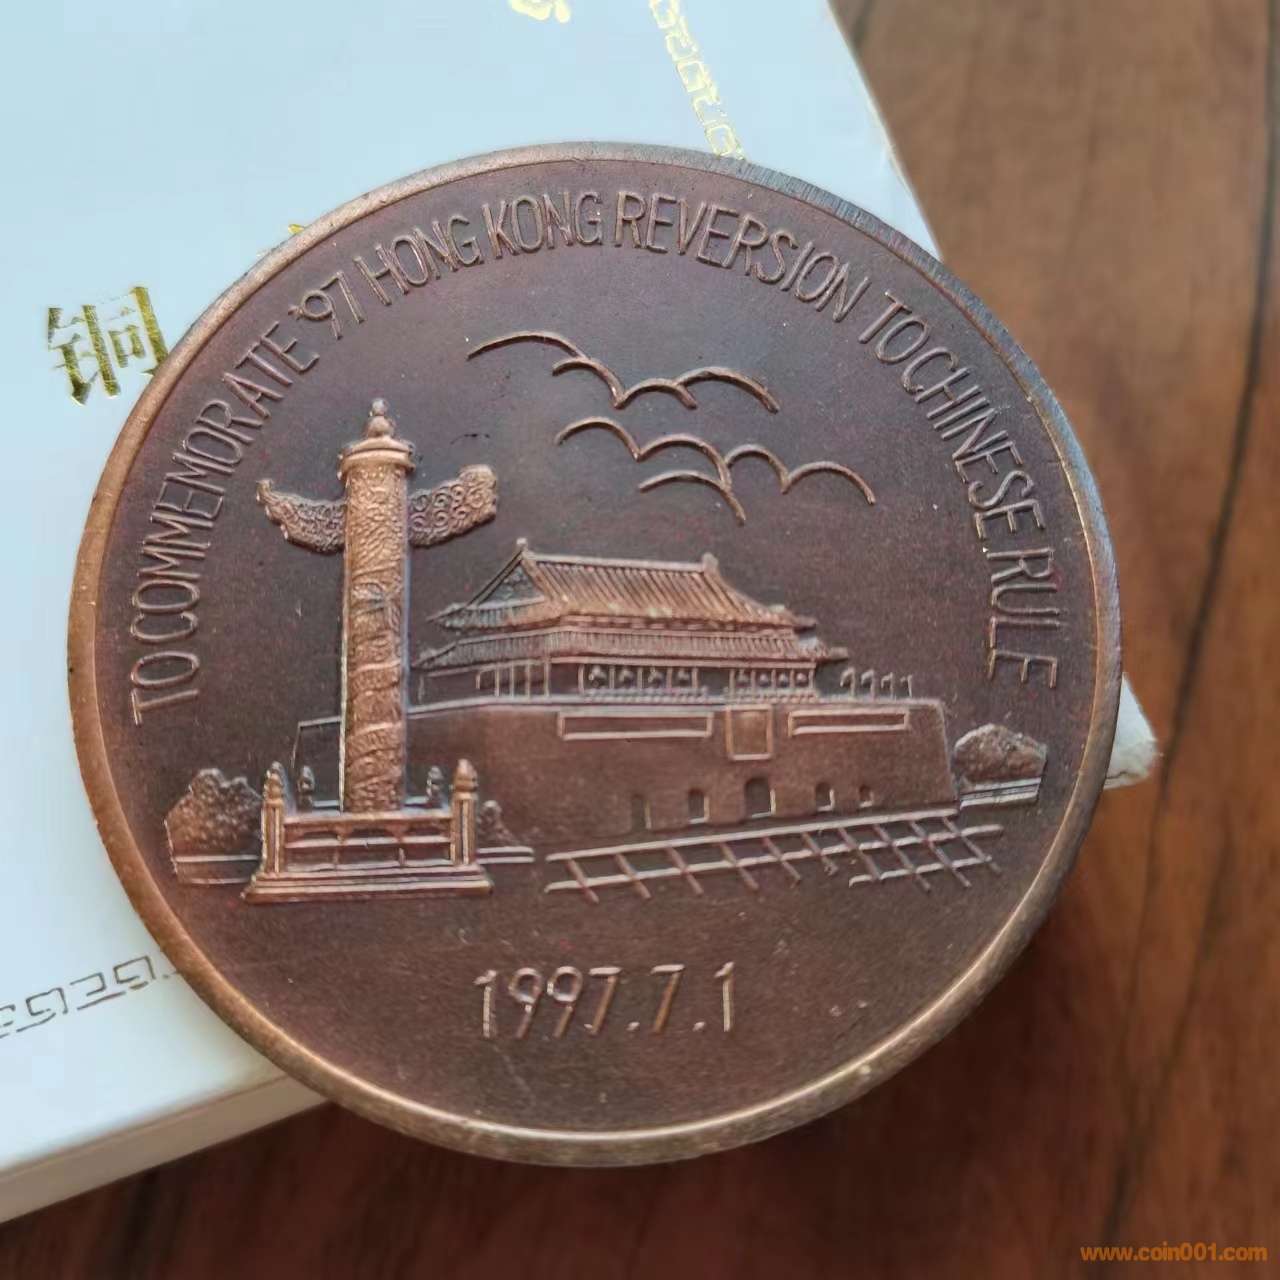 铜
TO COMMEMORATE '97 HONG KONG REVERSION TO CHINESE RULE
1997.7.1
www.coin001.com